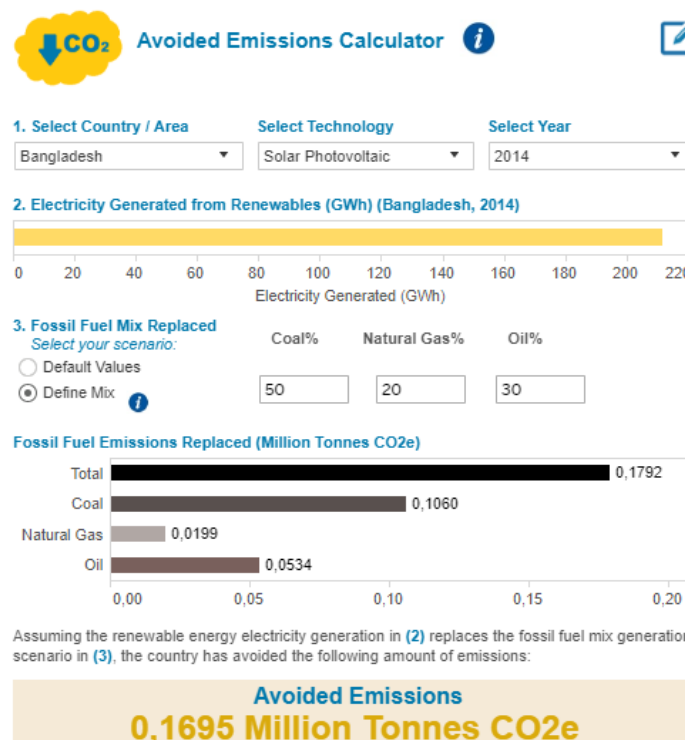 CO₂
Avoided Emissions Calculator i
1. Select Country / Area Select Technology Select Year
Bangladesh Solar Photovoltaic 2014
2. Electricity Generated from Renewables (GWh) (Bangladesh, 2014)
0 20 40 60 80 100 120 140 160 180 200 220
Electricity Generated (GWh)
3. Fossil Fuel Mix Replaced
Select your scenario: Coal% Natural Gas% Oil%
Default Values
Define Mix i 50 20 30
Fossil Fuel Emissions Replaced (Million Tonnes CO2e)
Total 0,1792
Coal 0,1060
Natural Gas 0,0199
Oil 0,0534
0,00 0,05 0,10 0,15 0,20
Assuming the renewable energy electricity generation in (2) replaces the fossil fuel mix generation
scenario in (3), the country has avoided the following amount of emissions:
Avoided Emissions
0,1695 Million Tonnes CO2e